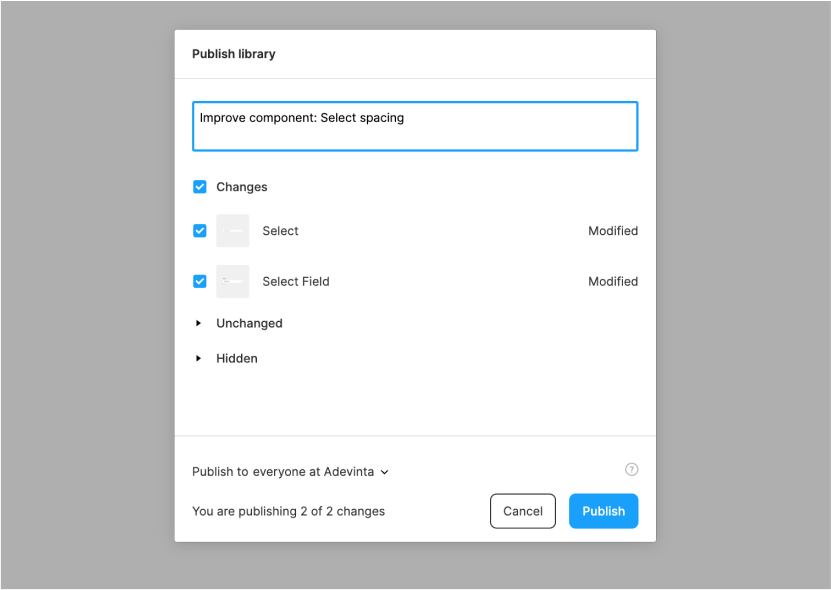 Publish library
Improve component: Select spacing
Changes
Select Modified
Select Field Modified
Unchanged
Hidden
Publish to everyone at Adevinta
?
You are publishing 2 of 2 changes Cancel Publish